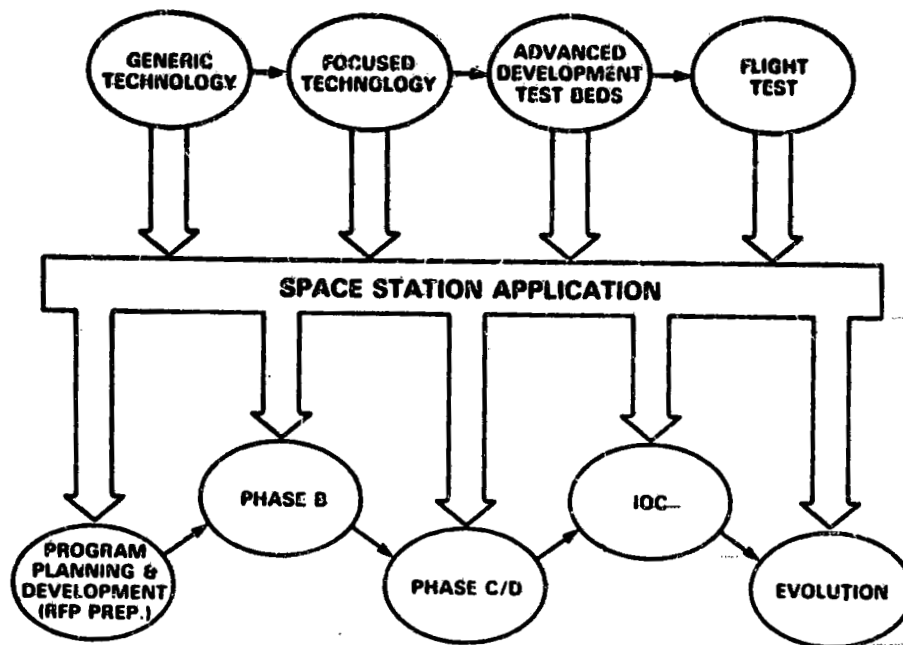 GENERIC
TECHNOLOGY
FOCUSED
TECHNOLOGY
ADVANCED
DEVELOPMENT
TEST BEDS
FLIGHT
TEST
SPACE STATION APPLICATION
PROGRAM
PLANNING &
DEVELOPMENT
(RFP PREP.)
PHASE B
PHASE C/D
IOC
EVOLUTION